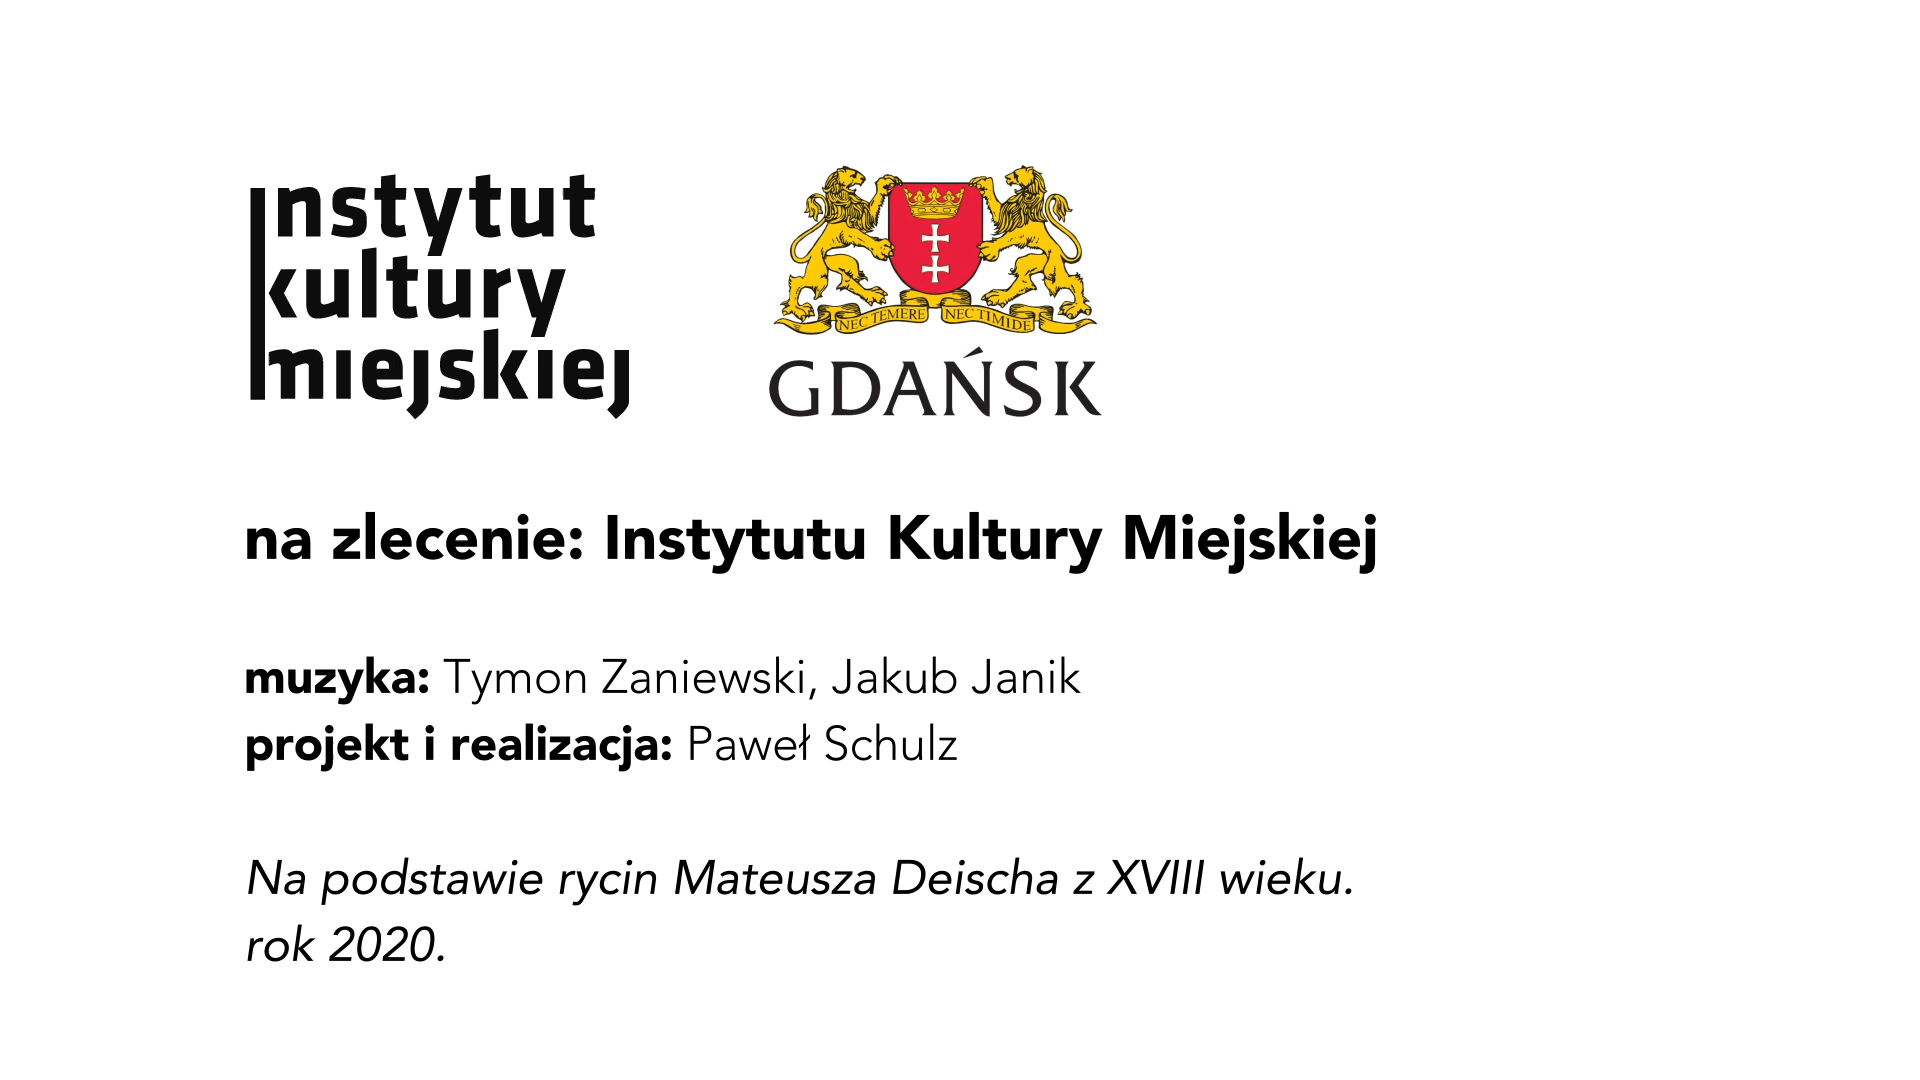 Instytut
kultury
miejskiej
NEC TEMERE NEC TIMIDE
GDAŃSK
na zlecenie: Instytutu Kultury Miejskiej
muzyka: Tymon Zaniewski, Jakub Janik
projekt i realizacja: Paweł Schulz
Na podstawie rycin Mateusza Deischa z XVIII wieku.
rok 2020.